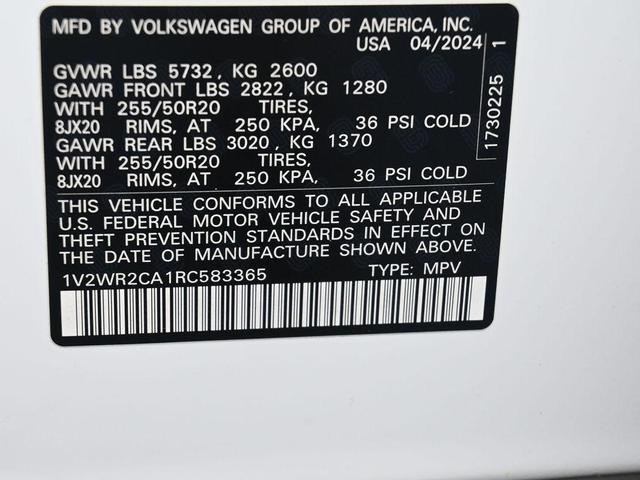 MFD BY VOLKSWAGEN GROUP OF AMERICA, INC.
USA 04/2024
GVWR LBS 5732, KG 2600
GAWR FRONT LBS 2822, KG 1280
WITH 255/50R20 TIRES,
8JX20 RIMS, AT 250 KPA, 36 PSI COLD
GAWR REAR LBS 3020, KG 1370
WITH 255/50R20 TIRES,
8JX20 RIMS, AT 250 KPA, 36 PSI COLD
THIS VEHICLE CONFORMS TO ALL APPLICABLE
U.S. FEDERAL MOTOR VEHICLE SAFETY AND
THEFT PREVENTION STANDARDS IN EFFECT ON
THE DATE OF MANUFACTURE SHOWN ABOVE.
1V2WR2CA1RC583365 TYPE: MPV
1730225 1